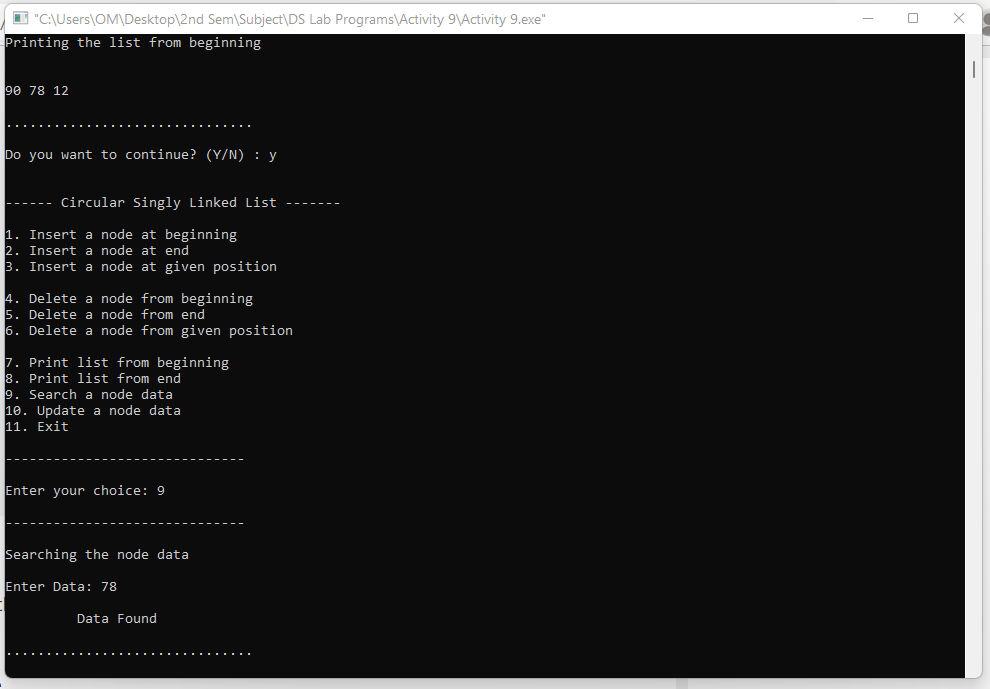 "C:\Users\OM\Desktop\2nd Sem\Subject\DS Lab Programs\Activity 9\Activity 9.exe"
Printing the list from beginning
90 78 12
...............................
Do you want to continue? (Y/N) : y
------ Circular Singly Linked List -------
1. Insert a node at beginning
2. Insert a node at end
3. Insert a node at given position
4. Delete a node from beginning
5. Delete a node from end
6. Delete a node from given position
7. Print list from beginning
8. Print list from end
9. Search a node data
10. Update a node data
11. Exit
------------------------------
Enter your choice: 9
------------------------------
Searching the node data
Enter Data: 78
Data Found
...............................